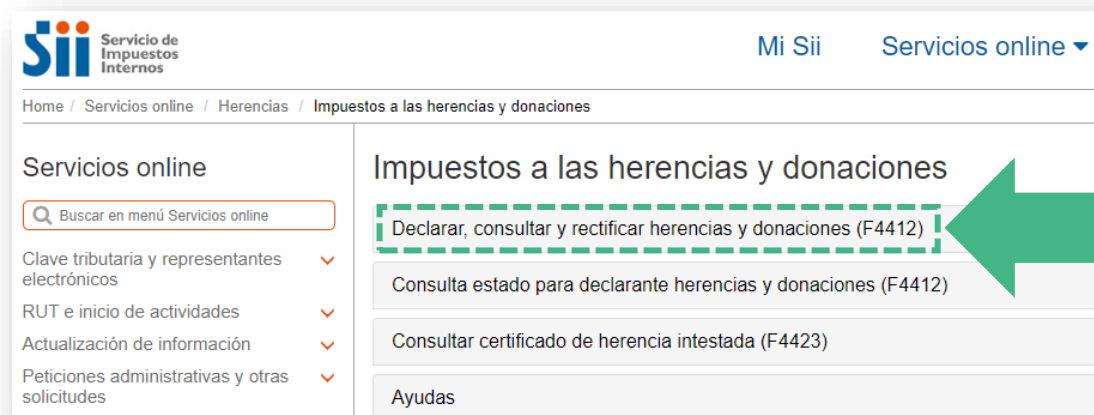 Sii Servicio de
Impuestos
Internos
Mi Sii Servicios online
Home / Servicios online / Herencias / Impuestos a las herencias y donaciones
Servicios online
Buscar en menú Servicios online
Clave tributaria y representantes
electrónicos
RUT e inicio de actividades
Actualización de información
Peticiones administrativas y otras
solicitudes
Impuestos a las herencias y donaciones
Declarar, consultar y rectificar herencias y donaciones (F4412)
Consulta estado para declarante herencias y donaciones (F4412)
Consultar certificado de herencia intestada (F4423)
Ayudas